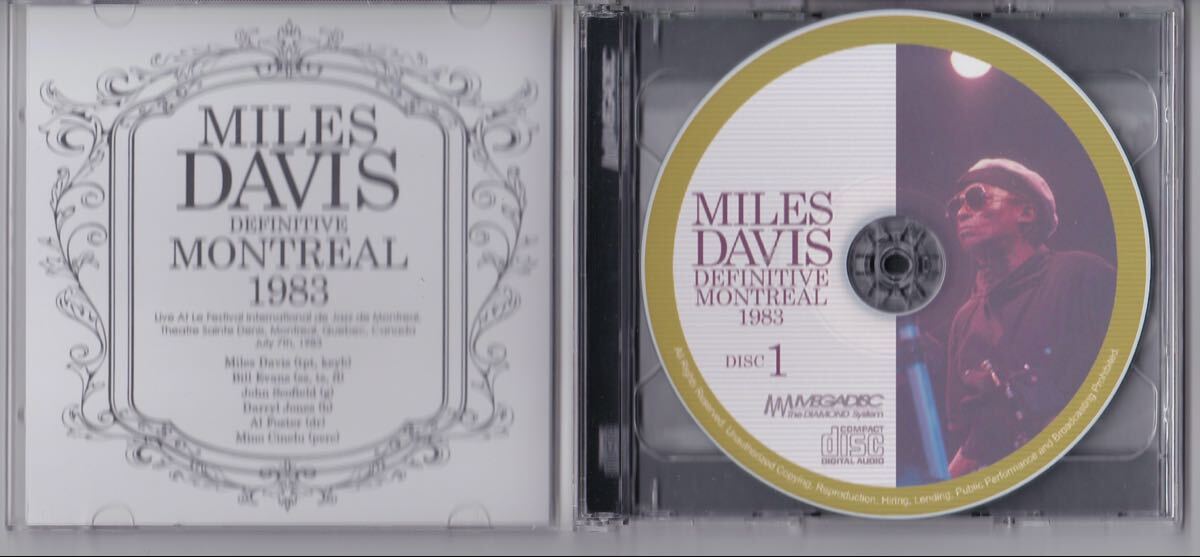 MILES
DAVIS
DEFINITIVE
MONTREAL
1983
Live At Le Festival International de Jazz de Montreal
Theatre Sainte Denis, Montreal, Quebec, Canada
July 7th, 1983
Miles Davis (tpt, keyb)
Bill Evans (ss, ts, fl)
John Scofield (g)
Darryl Jones (b)
Al Foster (dr)
Mino Cinelu (perc)
MILES
DAVIS
DEFINITIVE
MONTREAL
1983
DISC 1
MEGADISC
The DIAMOND System
COMPACT
disc
DIGITAL AUDIO
All Rights Reserved. Unauthorized Copying, Reproduction, Hiring, Lending, Public Performance and Broadcasting Prohibited.